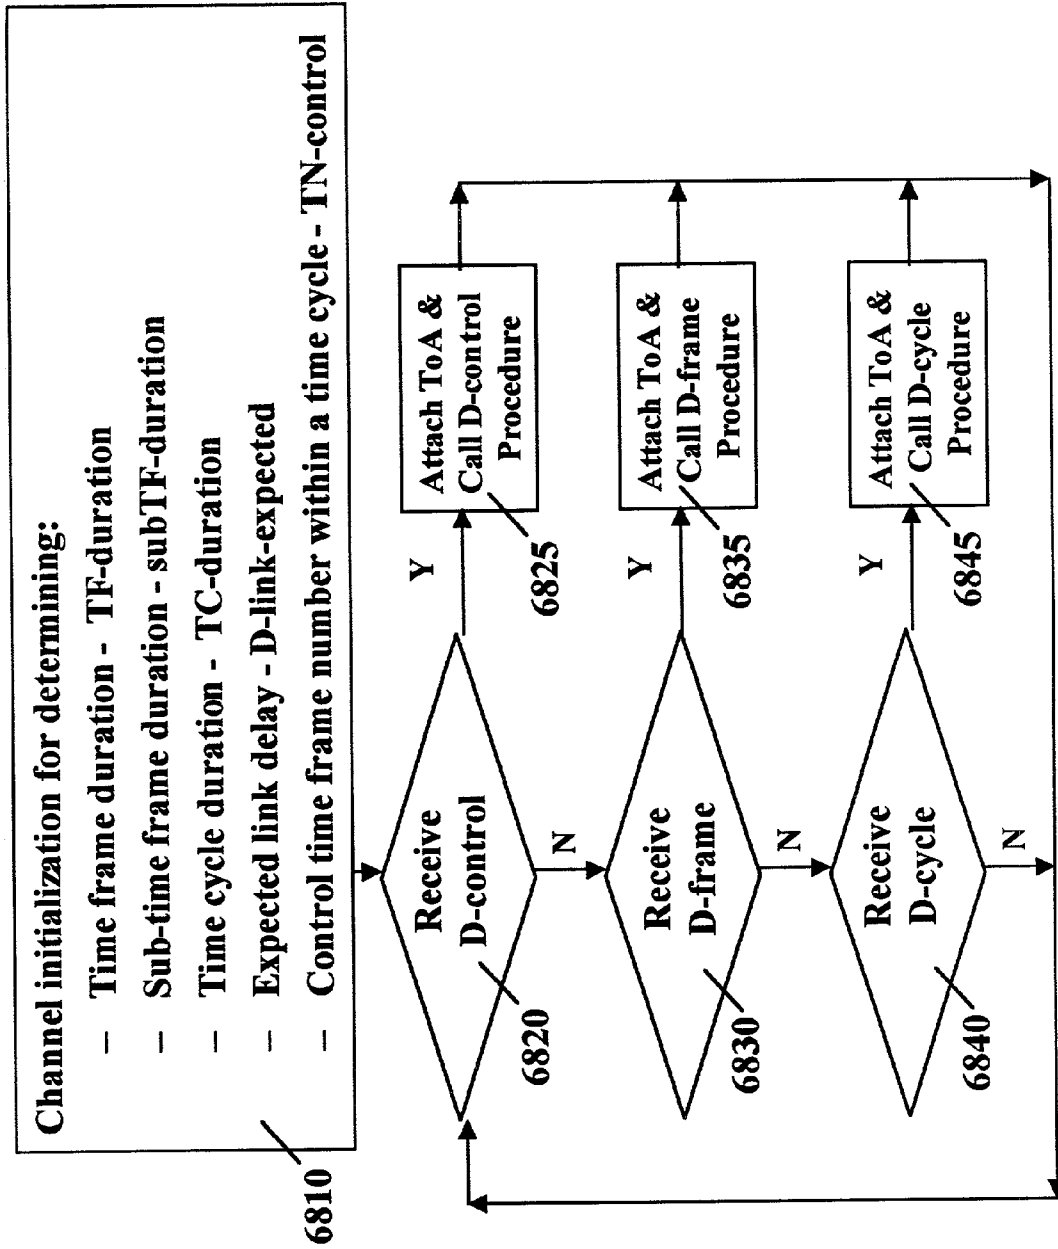 Channel initialization for determining:
– Time frame duration - TF-duration
– Sub-time frame duration - subTF-duration
– Time cycle duration - TC-duration
– Expected link delay - D-link-expected
– Control time frame number within a time cycle - TN-control
6810
Receive
D-control
6820
Y
N
Attach ToA &
Call D-control
Procedure
6825
Receive
D-frame
6830
Y
N
Attach ToA &
Call D-frame
Procedure
6835
Receive
D-cycle
6840
Y
N
Attach ToA &
Call D-cycle
Procedure
6845